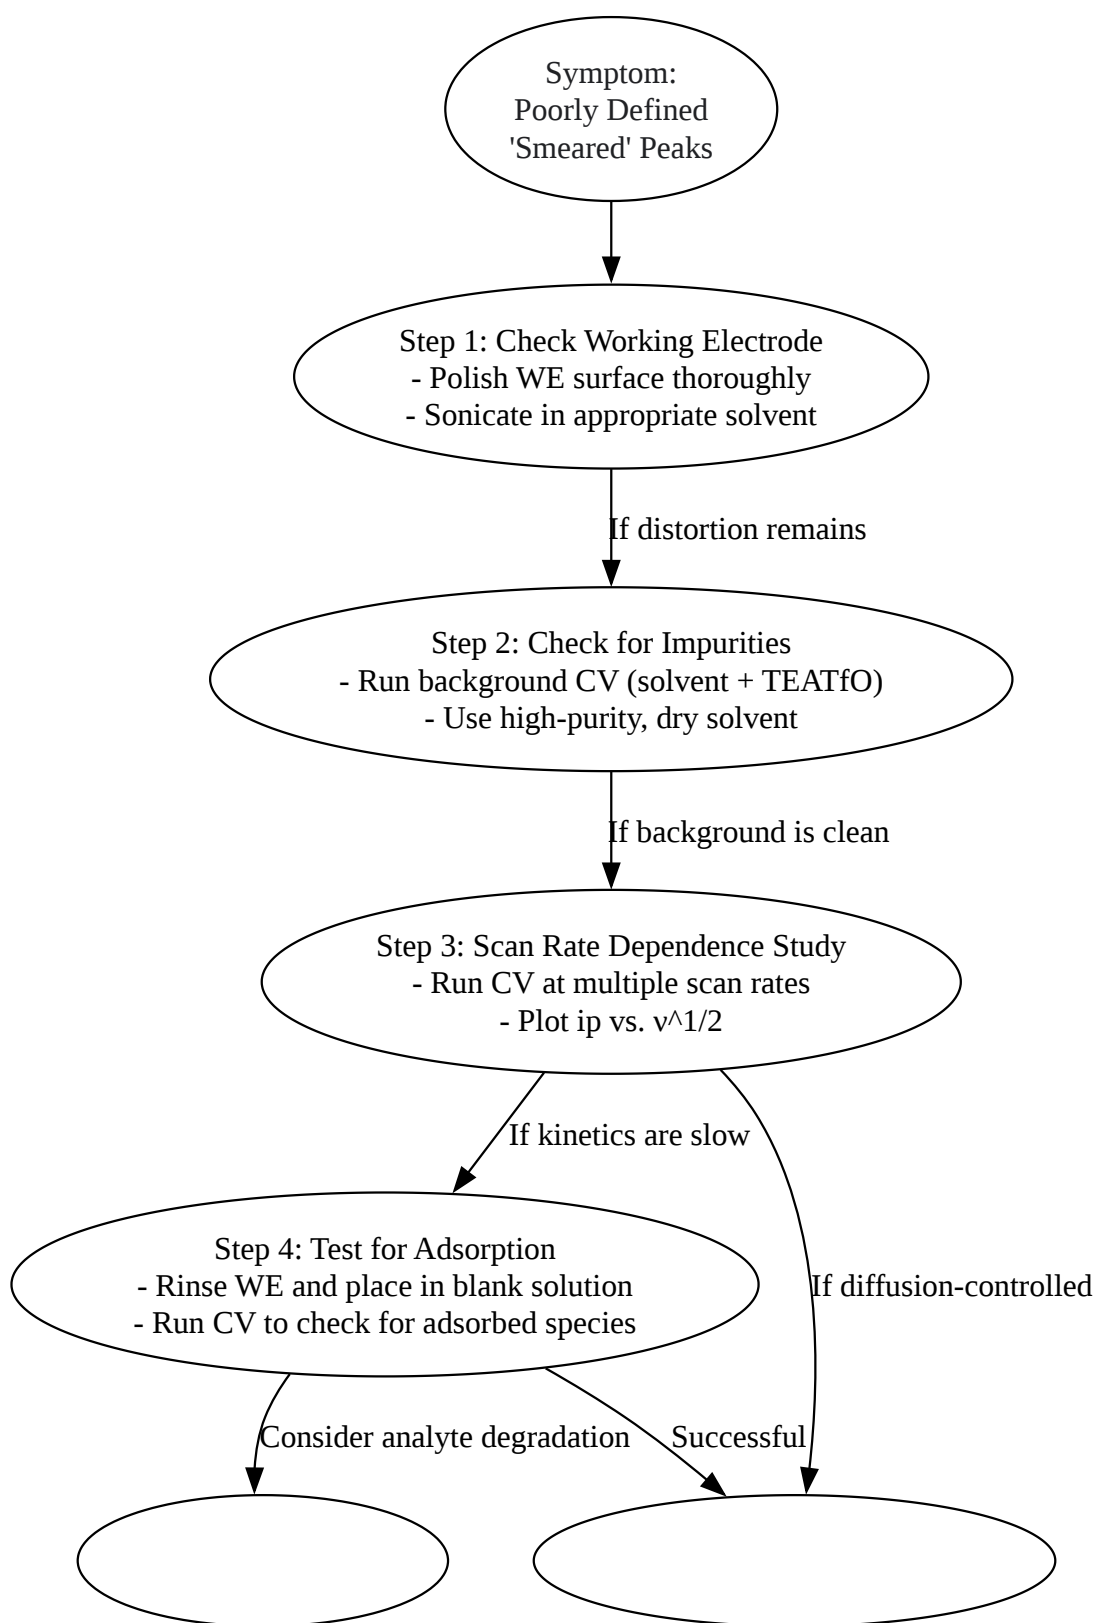 Symptom:
Poorly Defined
'Smeared' Peaks
Step 1: Check Working Electrode
- Polish WE surface thoroughly
- Sonicate in appropriate solvent
If distortion remains
Step 2: Check for Impurities
- Run background CV (solvent + TEATfO)
- Use high-purity, dry solvent
If background is clean
Step 3: Scan Rate Dependence Study
- Run CV at multiple scan rates
- Plot ip vs. ν^1/2
If kinetics are slow
Step 4: Test for Adsorption
- Rinse WE and place in blank solution
- Run CV to check for adsorbed species
If diffusion-controlled
Consider analyte degradation
Successful